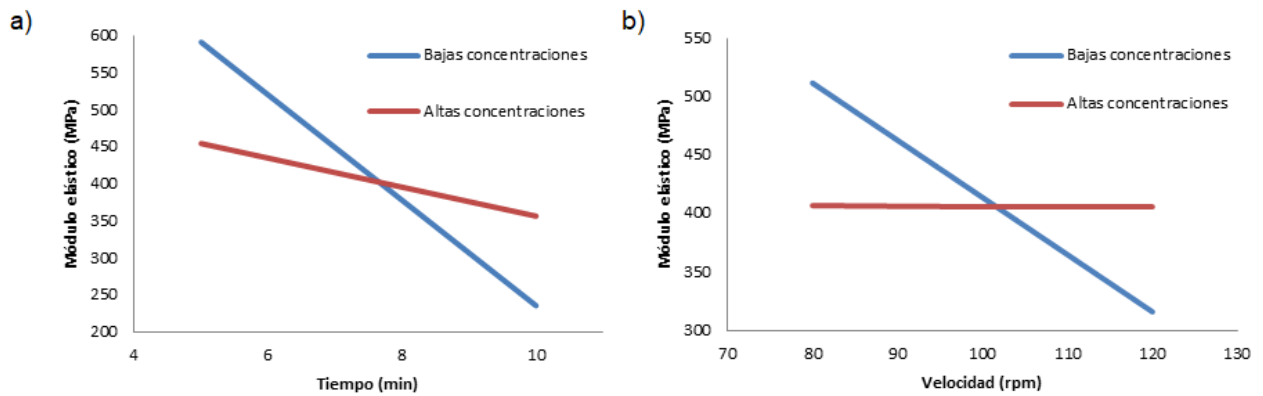 a)
Módulo elástico (MPa)
600
550
500
450
400
350
300
250
200
4
6
8
10
Tiempo (min)
Bajas concentraciones
Altas concentraciones
b)
Módulo elástico (MPa)
550
500
450
400
350
300
70
80
90
100
110
120
130
Velocidad (rpm)
Bajas concentraciones
Altas concentraciones